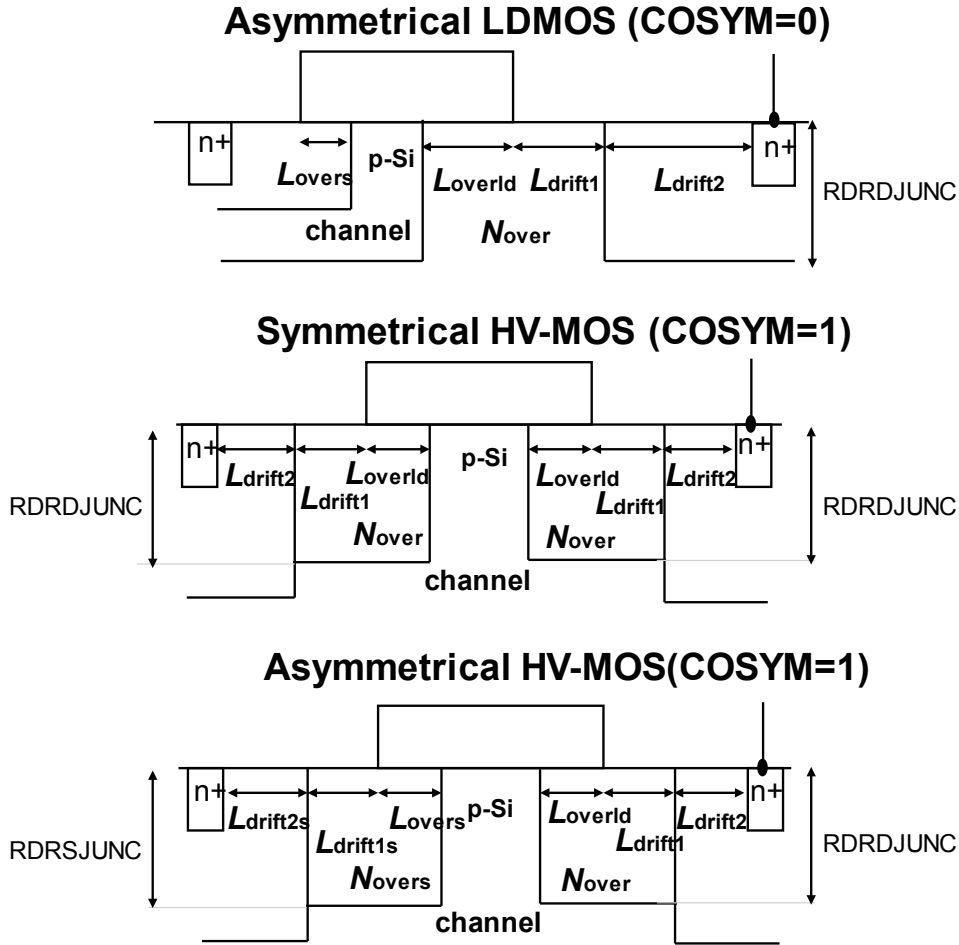 Asymmetrical LDMOS (COSYM=0)
n+ p-Si n+
Lovers Loverld Ldrift1 Ldrift2 RDRDJUNC
channel Nover
Symmetrical HV-MOS (COSYM=1)
n+ p-Si n+
Ldrift2 Loverld Loverld Ldrift2
RDRDJUNC Ldrift1 Ldrift1 RDRDJUNC
Nover Nover
channel
Asymmetrical HV-MOS(COSYM=1)
n+ p-Si n+
Ldrift2s Lovers Loverld Ldrift2
RDRSJUNC Ldrift1s Ldrift1 RDRDJUNC
Novers Nover
channel